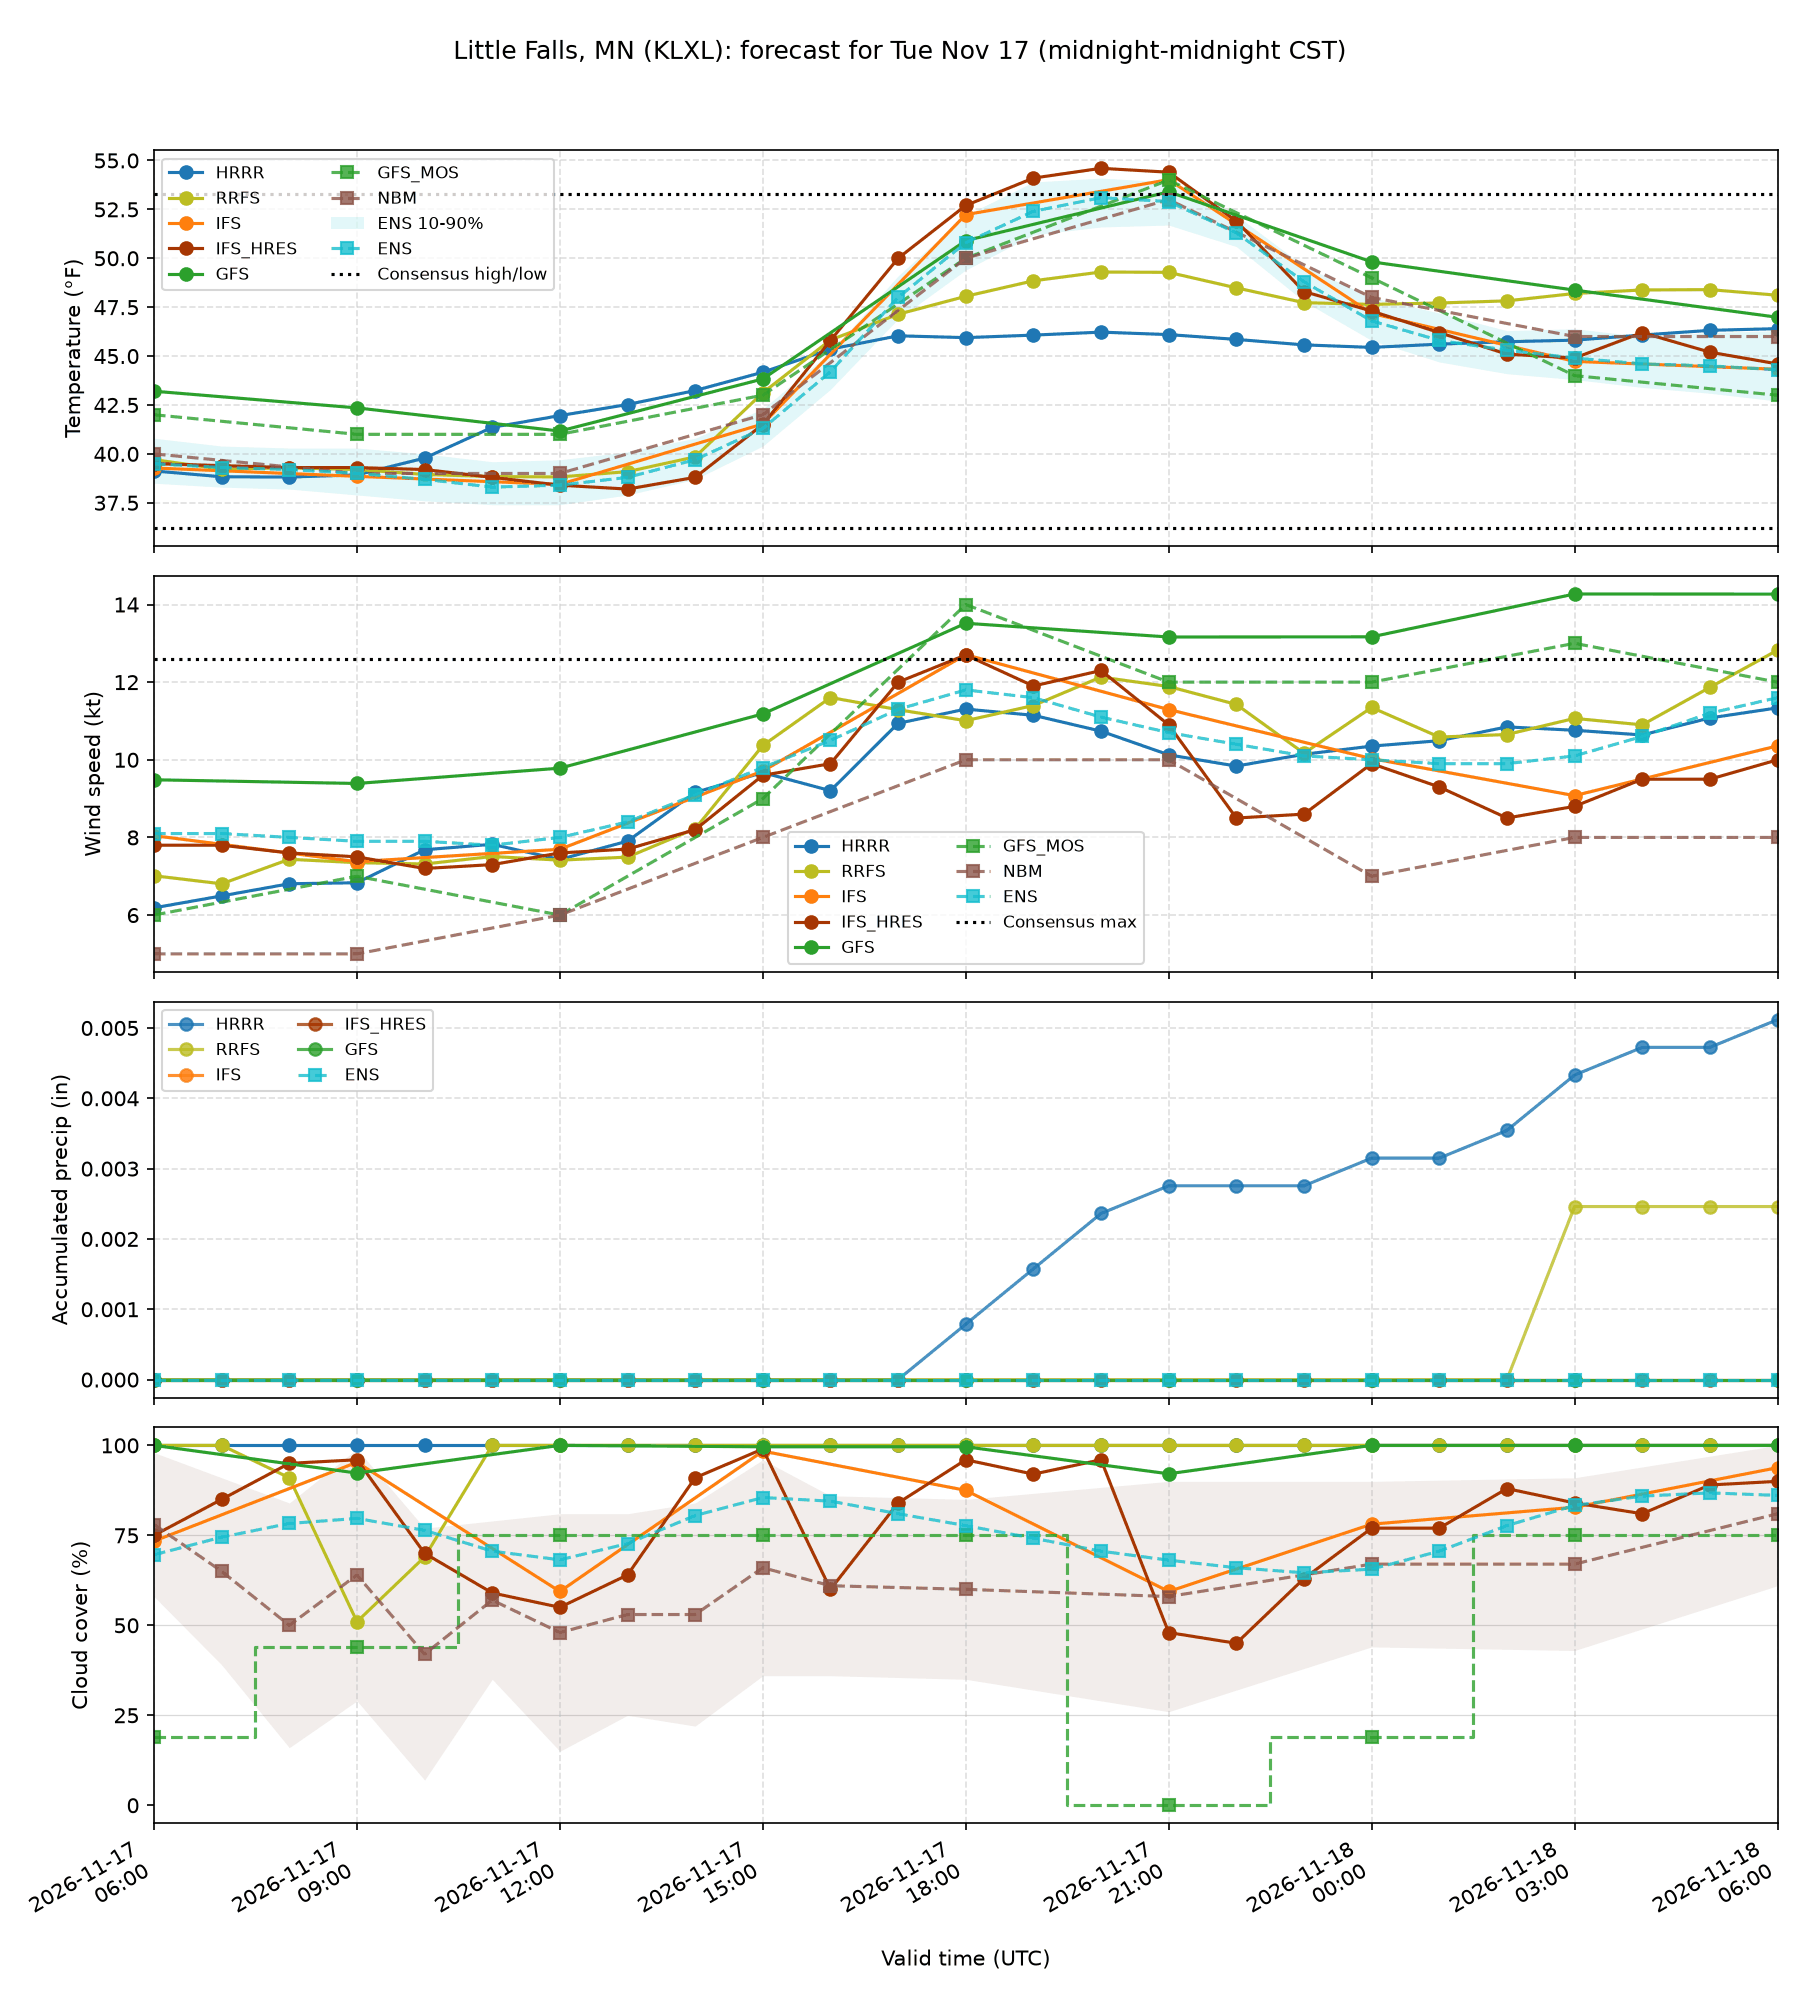 Little Falls, MN (KLXL): forecast for Tue Nov 17 (midnight-midnight CST)
Temperature (°F)
55.0
52.5
50.0
47.5
45.0
42.5
40.0
37.5
HRRR
RRFS
IFS
IFS_HRES
GFS
GFS_MOS
NBM
ENS 10-90%
ENS
Consensus high/low
Wind speed (kt)
14
12
10
8
6
HRRR
RRFS
IFS
IFS_HRES
GFS
GFS_MOS
NBM
ENS
Consensus max
Accumulated precip (in)
0.005
0.004
0.003
0.002
0.001
0.000
HRRR
RRFS
IFS
IFS_HRES
GFS
ENS
Cloud cover (%)
100
75
50
25
0
2026-11-17
06:00
2026-11-17
09:00
2026-11-17
12:00
2026-11-17
15:00
2026-11-17
18:00
2026-11-17
21:00
2026-11-18
00:00
2026-11-18
03:00
2026-11-18
06:00
Valid time (UTC)